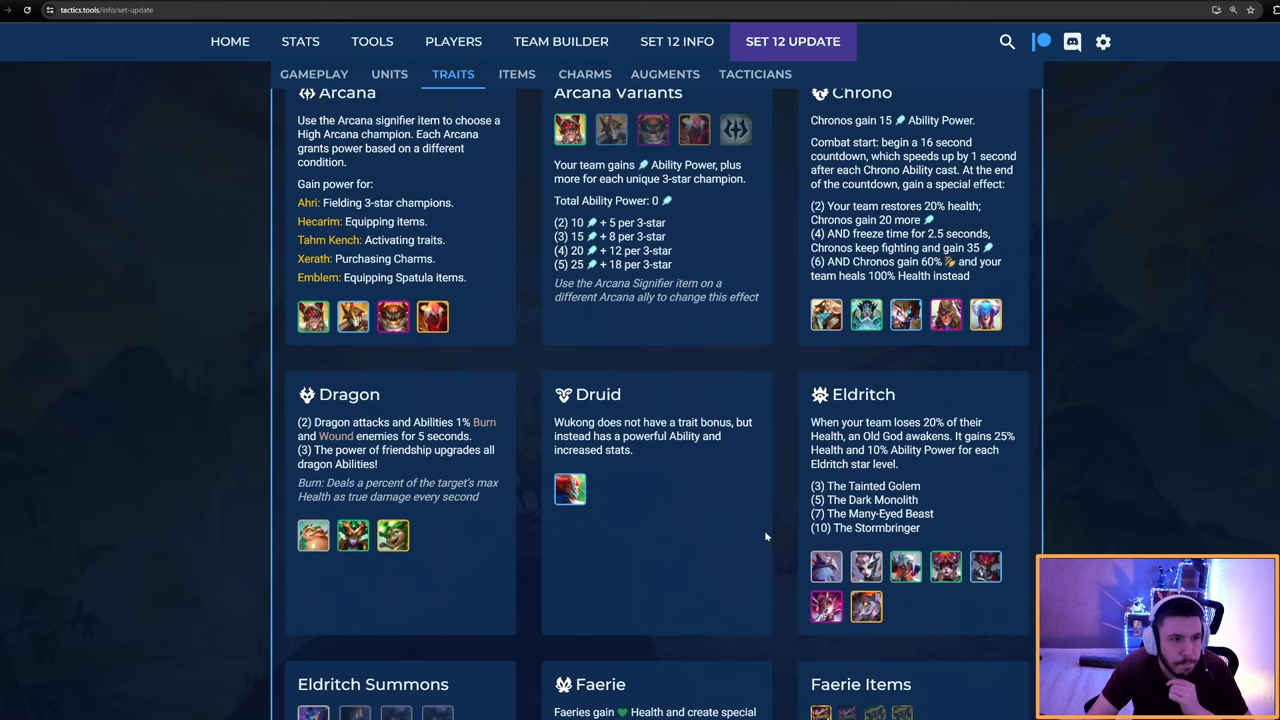 tactics.tools/info/set-update
HOME STATS TOOLS PLAYERS TEAM BUILDER SET 12 INFO SET 12 UPDATE
GAMEPLAY UNITS TRAITS ITEMS CHARMS AUGMENTS TACTICIANS
Arcana
Use the Arcana signifier item to choose a
High Arcana champion. Each Arcana
grants power based on a different
condition.
Gain power for:
Ahri: Fielding 3-star champions.
Hecarim: Equipping items.
Tahm Kench: Activating traits.
Xerath: Purchasing Charms.
Emblem: Equipping Spatula items.
Arcana Variants
Your team gains Ability Power, plus
more for each unique 3-star champion.
Total Ability Power: 0
(2) 10 + 5 per 3-star
(3) 15 + 8 per 3-star
(4) 20 + 12 per 3-star
(5) 25 + 18 per 3-star
Use the Arcana Signifier item on a
different Arcana ally to change this effect
Chrono
Chronos gain 15 Ability Power.
Combat start: begin a 16 second
countdown, which speeds up by 1 second
after each Chrono Ability cast. At the end
of the countdown, gain a special effect:
(2) Your team restores 20% health;
Chronos gain 20 more
(4) AND freeze time for 2.5 seconds,
Chronos keep fighting and gain 35
(6) AND Chronos gain 60% and your
team heals 100% Health instead
Dragon
(2) Dragon attacks and Abilities 1% Burn
and Wound enemies for 5 seconds.
(3) The power of friendship upgrades all
dragon Abilities!
Burn: Deals a percent of the target's max
Health as true damage every second
Druid
Wukong does not have a trait bonus, but
instead has a powerful Ability and
increased stats.
Eldritch
When your team loses 20% of their
Health, an Old God awakens. It gains 25%
Health and 10% Ability Power for each
Eldritch star level.
(3) The Tainted Golem
(5) The Dark Monolith
(7) The Many-Eyed Beast
(10) The Stormbringer
Eldritch Summons
Faerie
Faeries gain Health and create special
Faerie Items